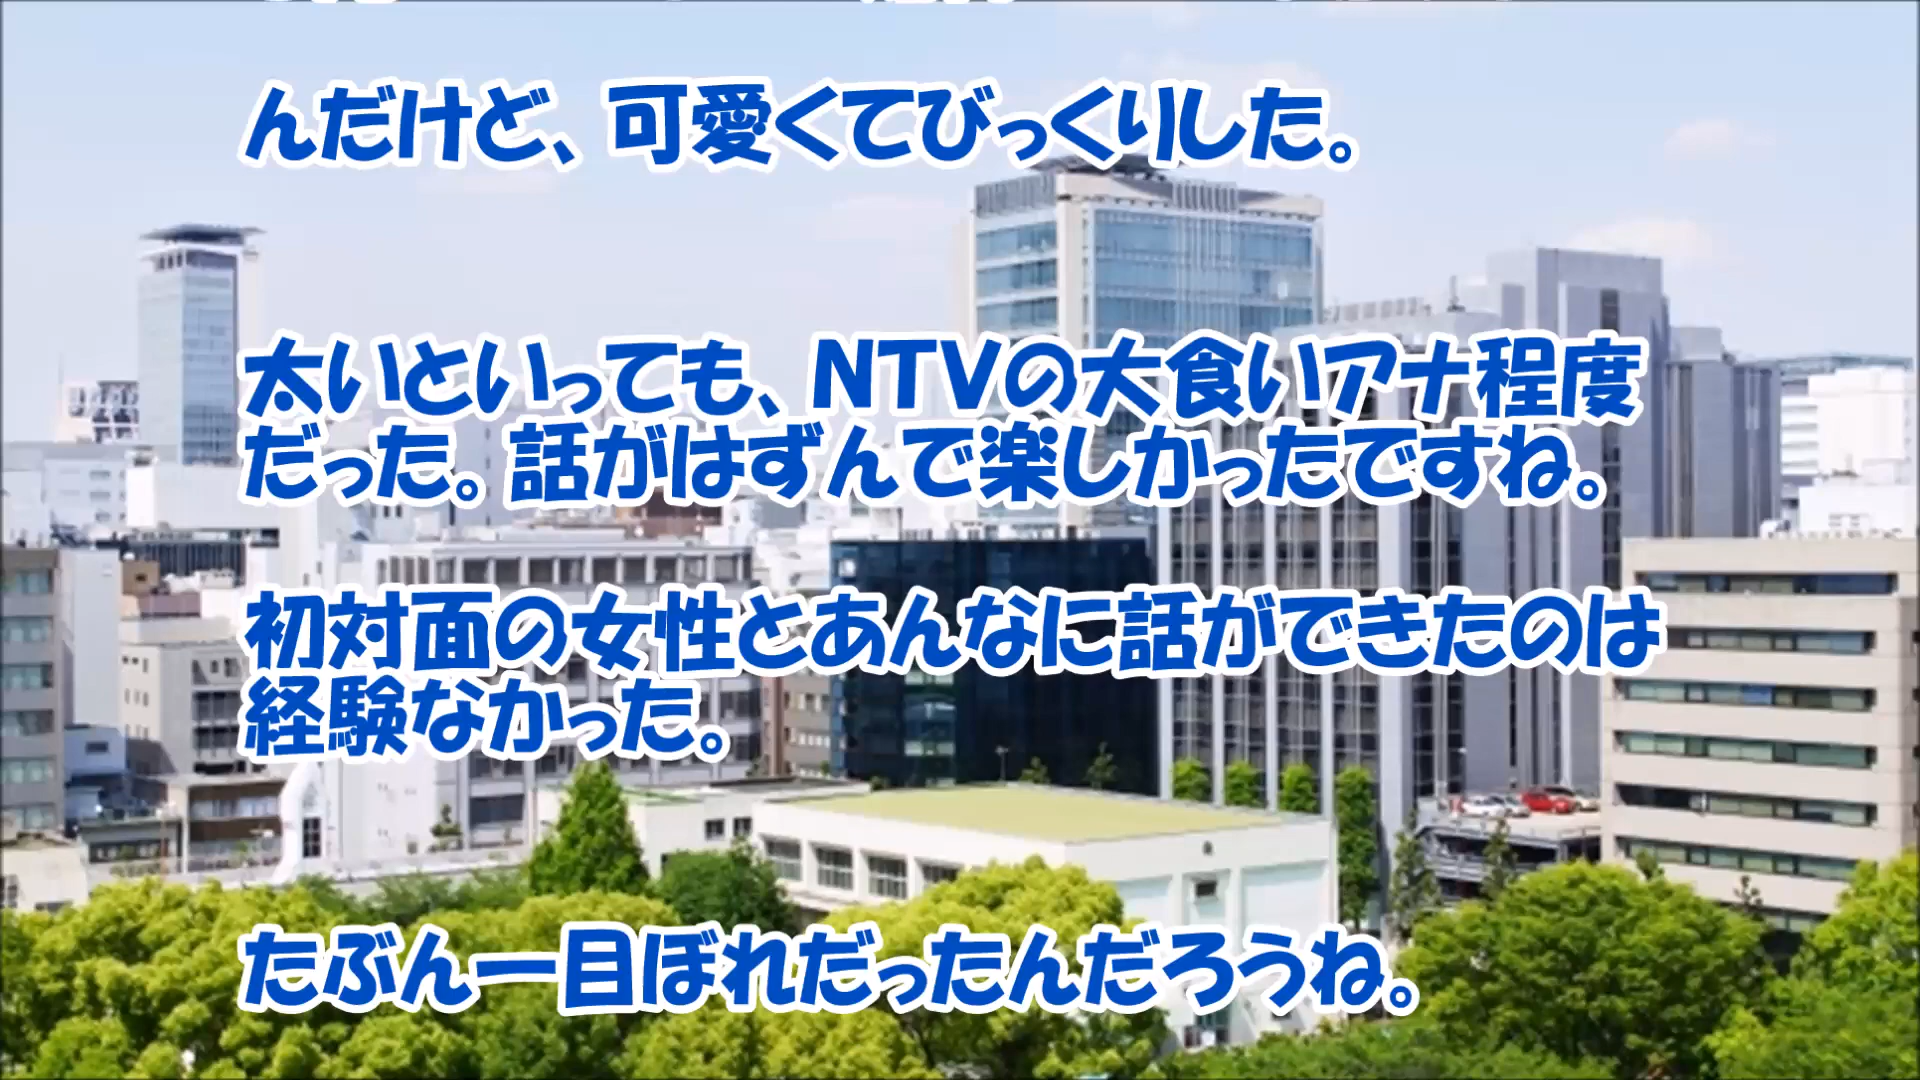 んだけど、可愛くてびっくりした。
太いといっても、NTVの大食いアナ程度
だった。話がはずんで楽しかったですね。
初対面の女性とあんなに話ができたのは
経験なかった。
たぶん一目ぼれだったんだろうね。